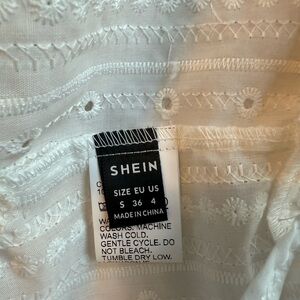 SHEIN
SIZE EU US
S 36 4
MADE IN CHINA
COLORS. MACHINE
WASH COLD.
GENTLE CYCLE. DO
NOT BLEACH.
TUMBLE DRY LOW.